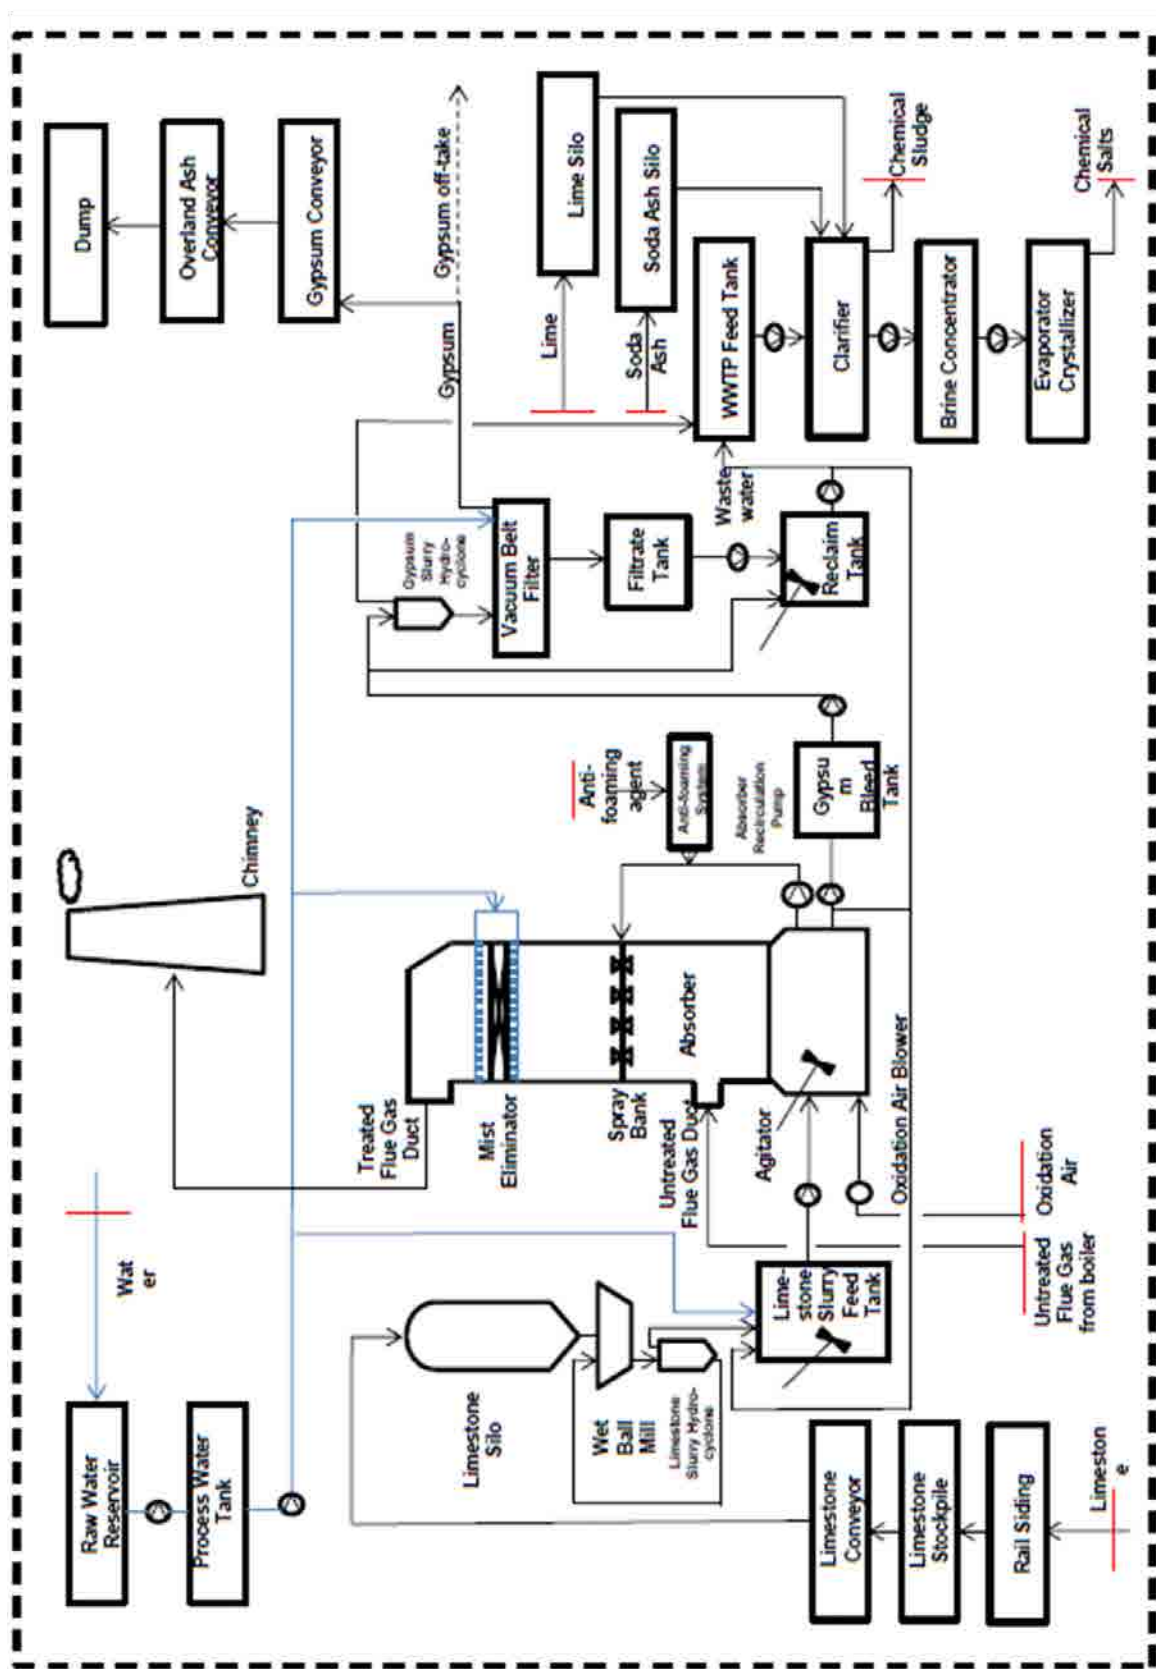 Raw Water
Reservoir
Process Water
Tank
Wat
er
Chimney
Dump
Overland Ash
Conveyor
Gypsum Conveyor
Gypsum off-take
Gypsum
Limestone
Silo
Wet
Ball
Mill
Limestone
Slurry Hydro-
cyclone
Lime-
stone
Slurry
Feed
Tank
Limestone
Conveyor
Limestone
Stockpile
Rail Siding
Limeston
e
Treated
Flue Gas
Duct
Mist
Eliminator
Spray
Bank
Untreated
Flue Gas Duct
Absorber
Agitator
Oxidation Air Blower
Oxidation
Air
Untreated
Flue Gas
from boiler
Anti-
foaming
agent
Anti-foaming
System
Absorber
Recirculation
Pump
Gypsu
m
Bleed
Tank
Gypsum
Slurry
Hydro-
cyclone
Vacuum Belt
Filter
Filtrate
Tank
Reclaim
Tank
Waste
water
Lime
Lime Silo
Soda
Ash
Soda Ash Silo
WWTP Feed Tank
Clarifier
Chemical
Sludge
Brine Concentrator
Evaporator
Crystallizer
Chemical
Salts